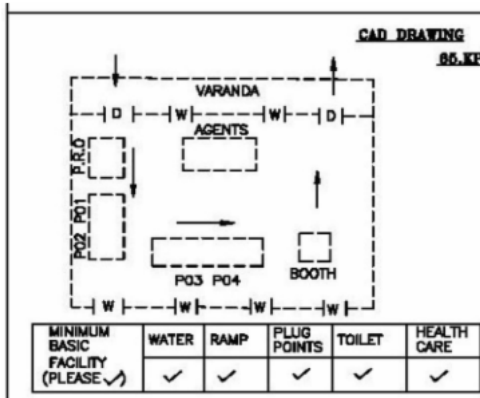 CAD DRAWING
VARANDA
D W W D
AGENTS
P.R.O
P02 P01
P03 P04
BOOTH
W W W W
MINIMUM BASIC FACILITY (PLEASE ✓) WATER RAMP PLUG POINTS TOILET HEALTH CARE
✓ ✓ ✓ ✓ ✓